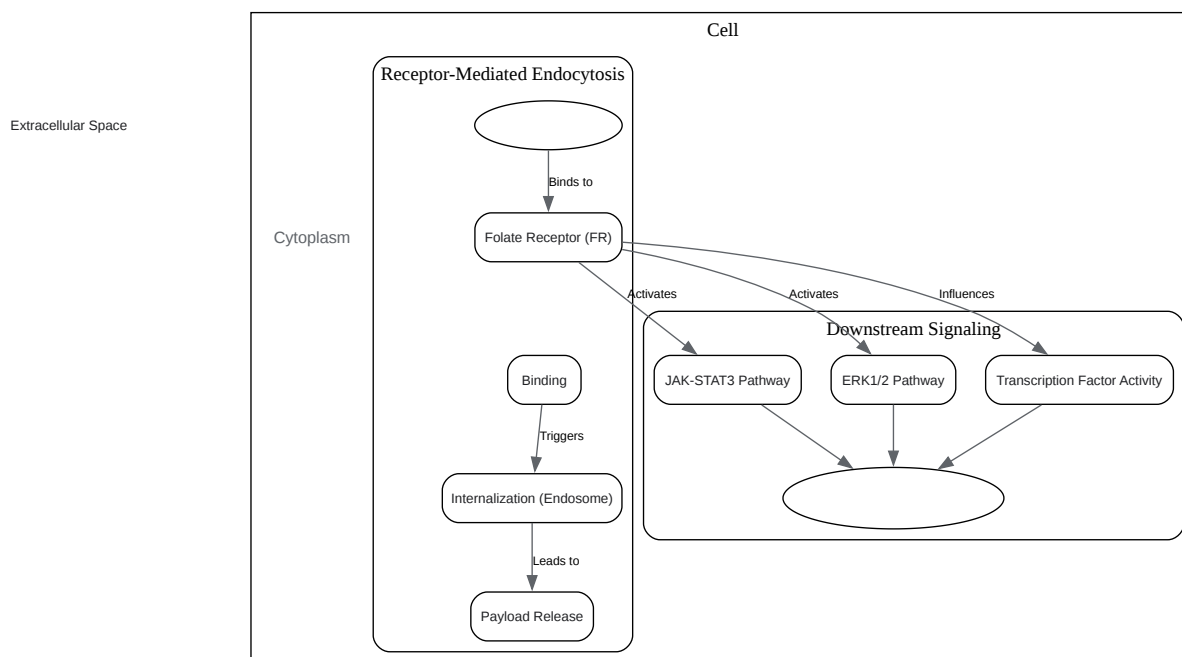 Cell
Receptor-Mediated Endocytosis
Extracellular Space
Binds to
Cytoplasm
Folate Receptor (FR)
Activates
Activates
Influences
Downstream Signaling
Binding
JAK-STAT3 Pathway
ERK1/2 Pathway
Transcription Factor Activity
Triggers
Internalization (Endosome)
Leads to
Payload Release